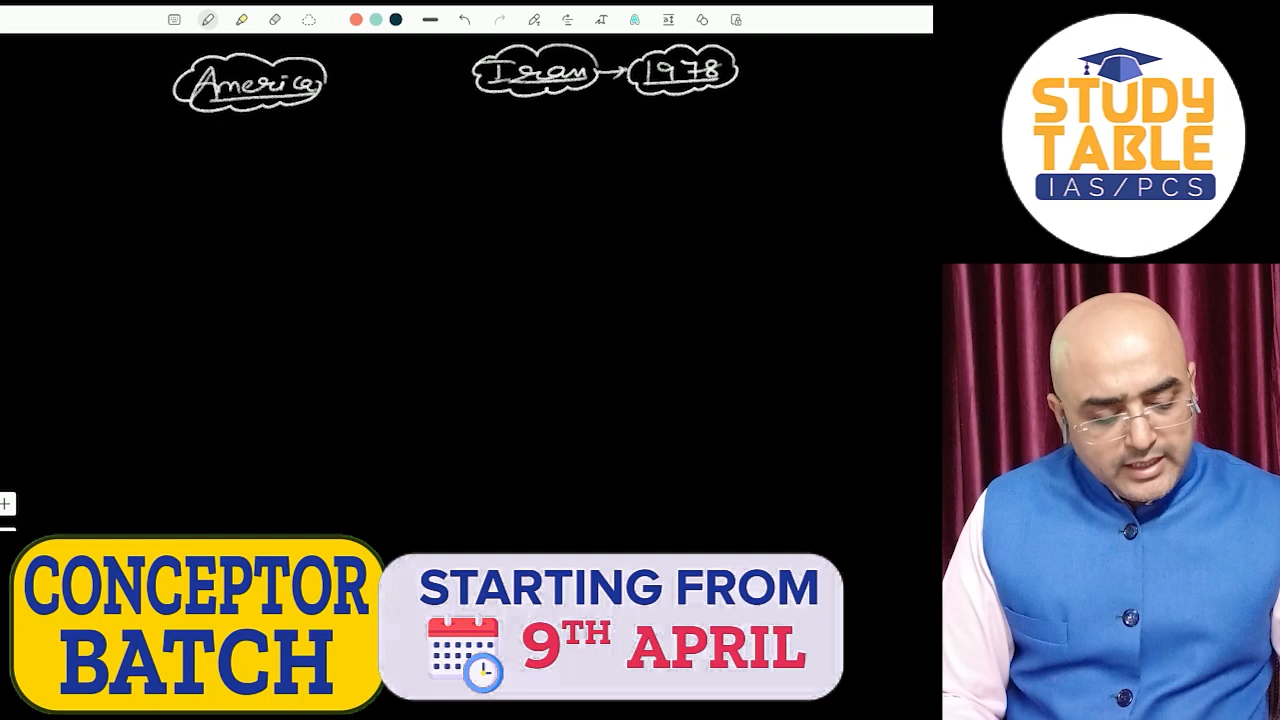 America Iran → 1978
STUDY
TABLE
IAS/PCS
CONCEPTOR
BATCH
STARTING FROM
9TH APRIL